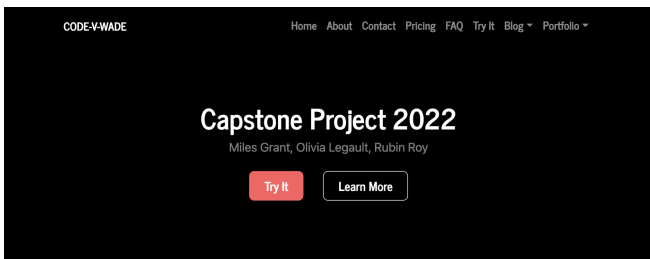 CODE-V-WADE Home About Contact Pricing FAQ Try It Blog Portfolio
Capstone Project 2022
Miles Grant, Olivia Legault, Rubin Roy
Try It Learn More